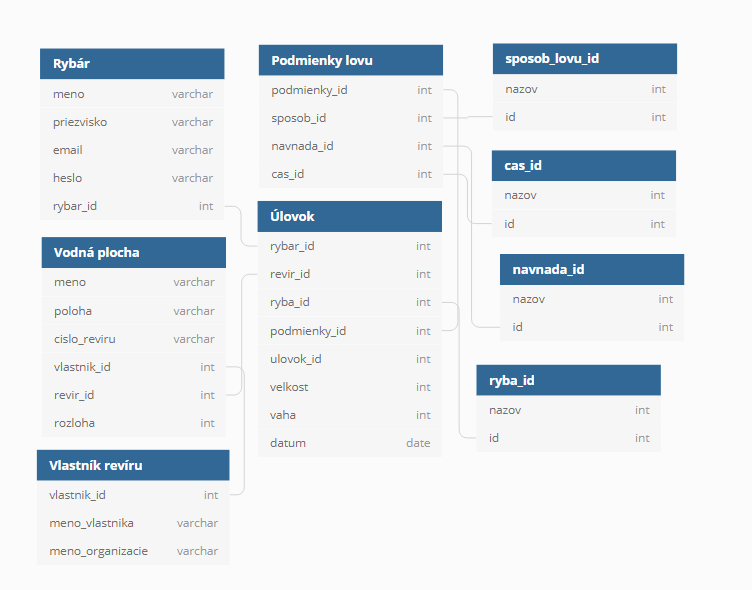 Rybár
meno varchar
priezvisko varchar
email varchar
heslo varchar
rybar_id int
Vodná plocha
meno varchar
poloha varchar
cislo_reviru varchar
vlastnik_id int
revir_id int
rozloha int
Vlastník revíru
vlastnik_id int
meno_vlastnika varchar
meno_organizacie varchar
Podmienky lovu
podmienky_id int
sposob_id int
navnada_id int
cas_id int
Úlovok
rybar_id int
revir_id int
ryba_id int
podmienky_id int
ulovok_id int
velkost int
vaha int
datum date
sposob_lovu_id
nazov int
id int
cas_id
nazov int
id int
navnada_id
nazov int
id int
ryba_id
nazov int
id int